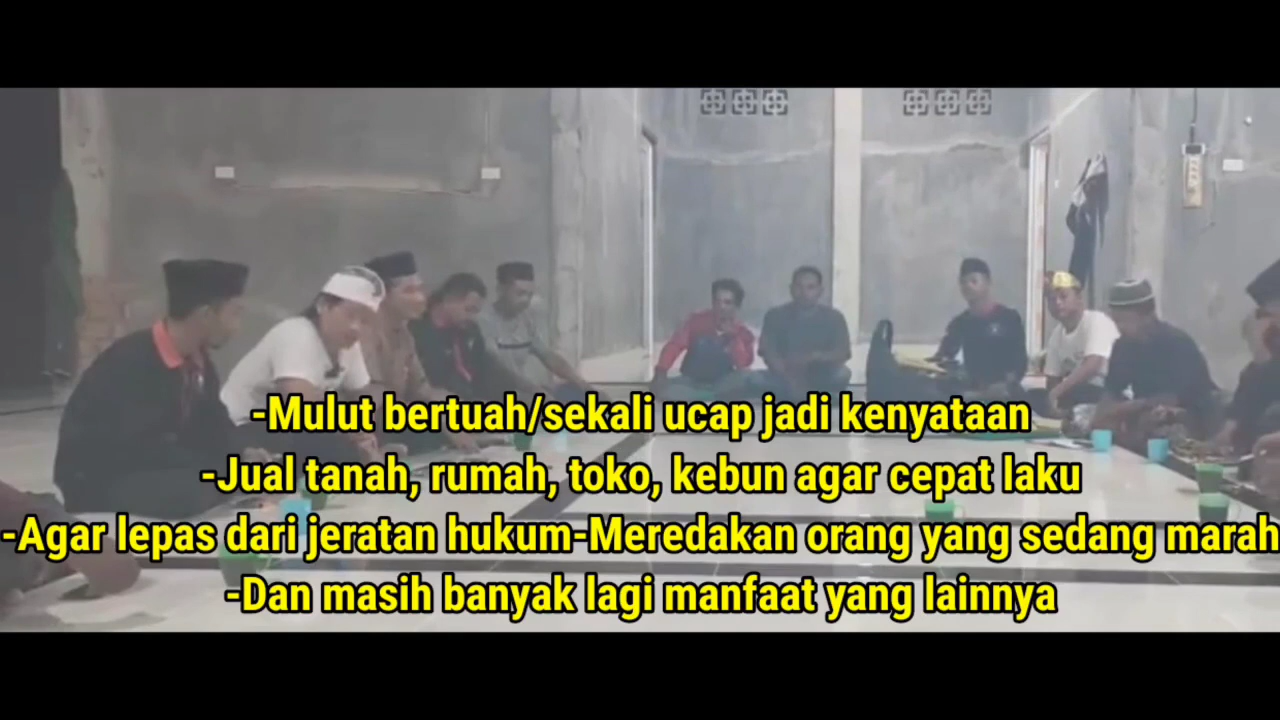 -Mulut bertuah/sekali ucap jadi kenyataan
-Jual tanah, rumah, toko, kebun agar cepat laku
-Agar lepas dari jeratan hukum-Meredakan orang yang sedang marah
-Dan masih banyak lagi manfaat yang lainnya